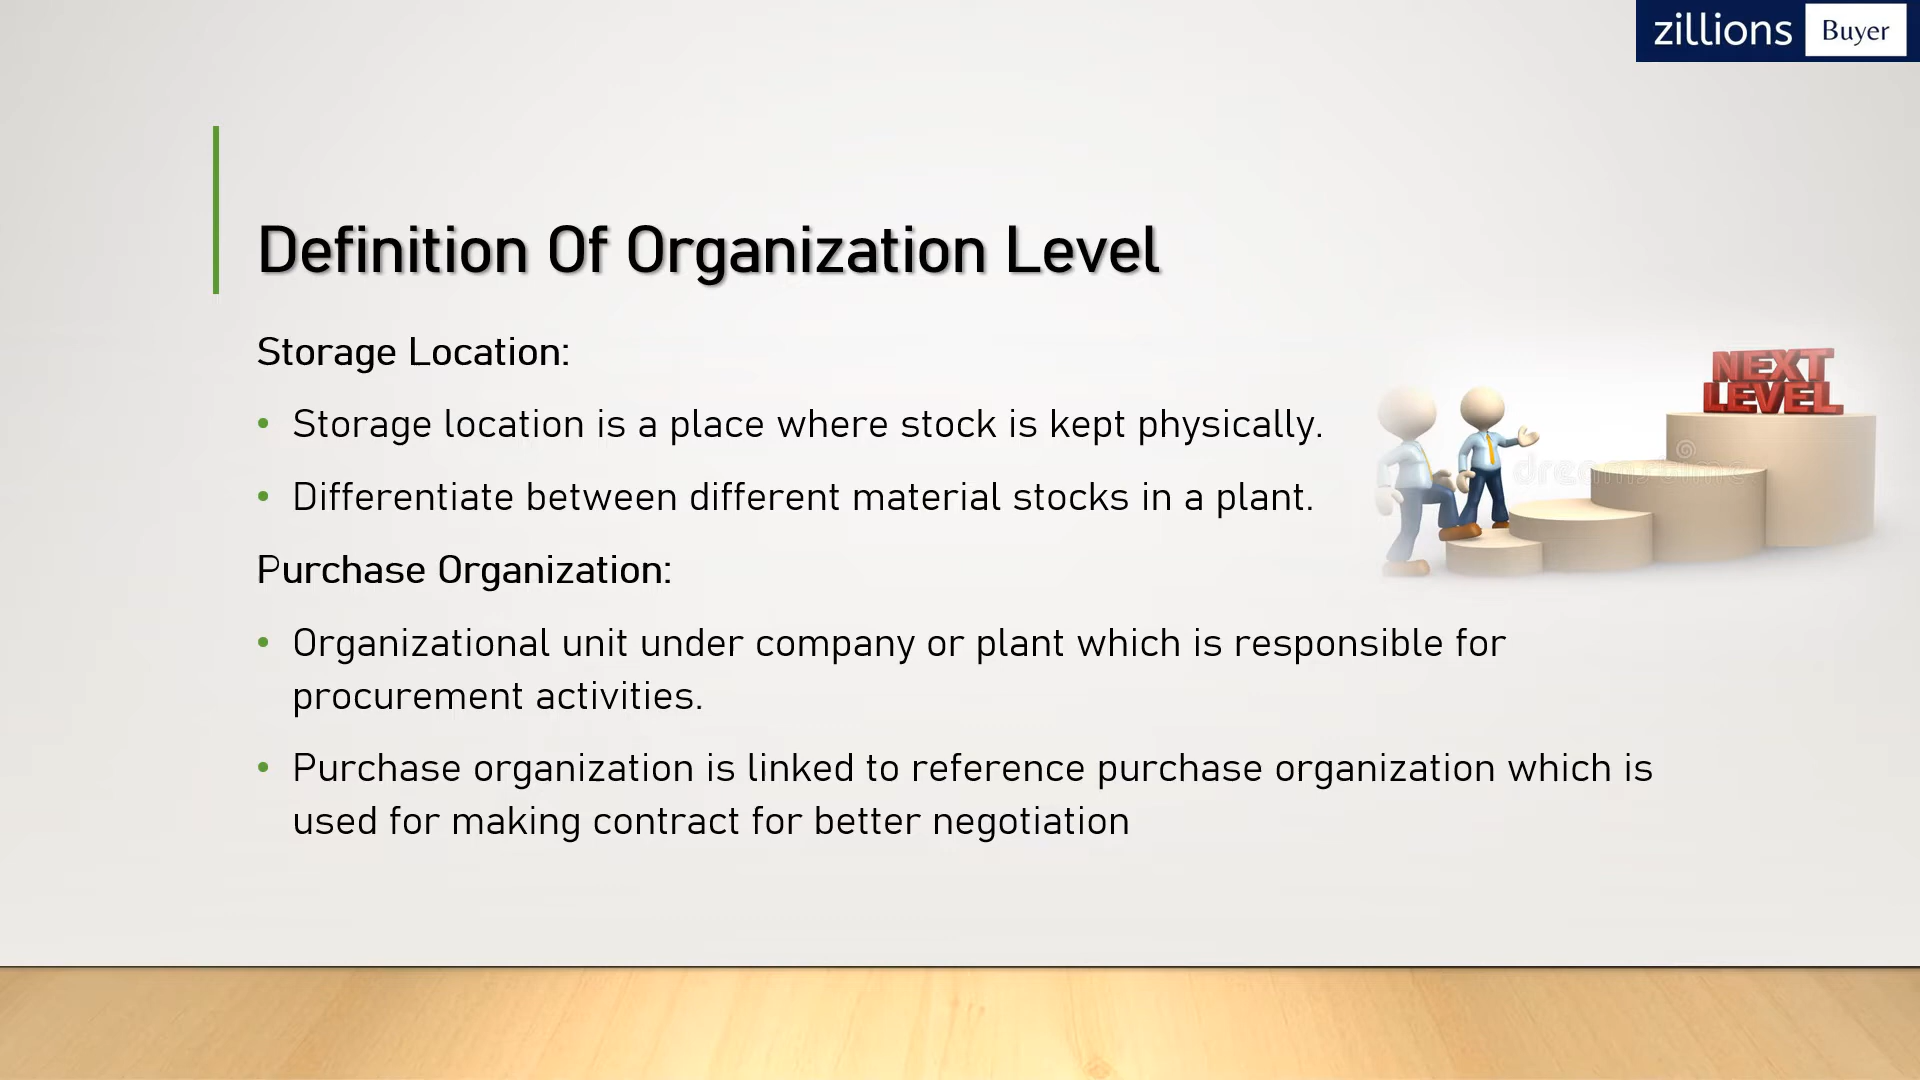 zillions Buyer
Definition Of Organization Level
Storage Location:
• Storage location is a place where stock is kept physically.
• Differentiate between different material stocks in a plant.
NEXT
LEVEL
dreamstime
Purchase Organization:
• Organizational unit under company or plant which is responsible for
procurement activities.
• Purchase organization is linked to reference purchase organization which is
used for making contract for better negotiation